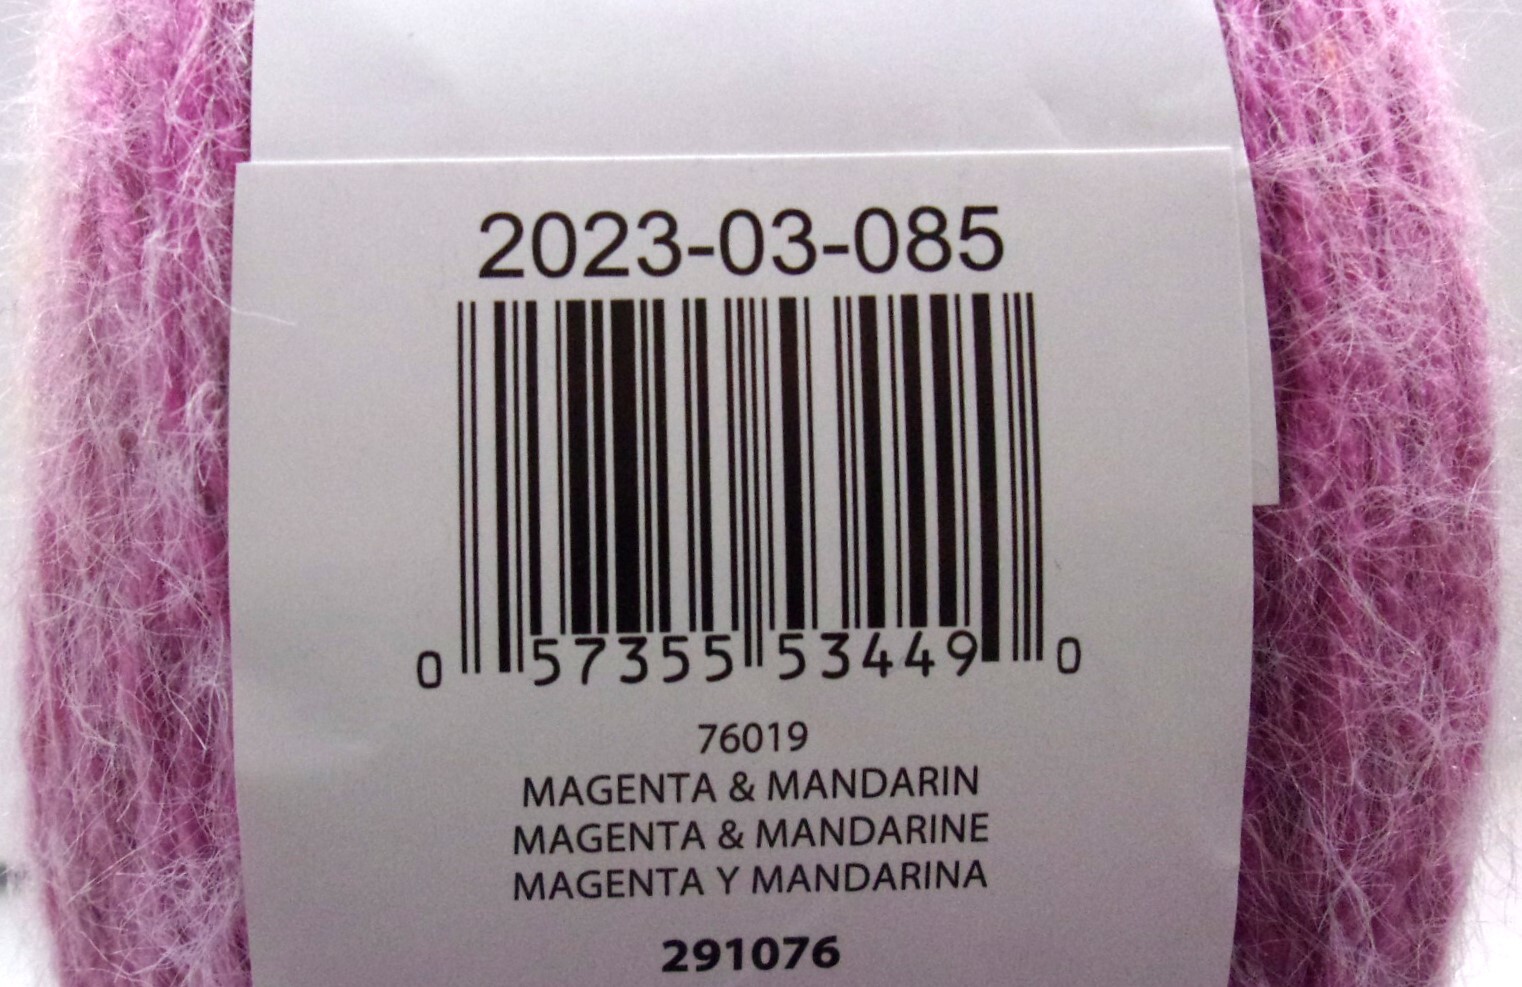 2023-03-085
0 57355 53449 0
76019
MAGENTA & MANDARIN
MAGENTA & MANDARINE
MAGENTA Y MANDARINA
291076